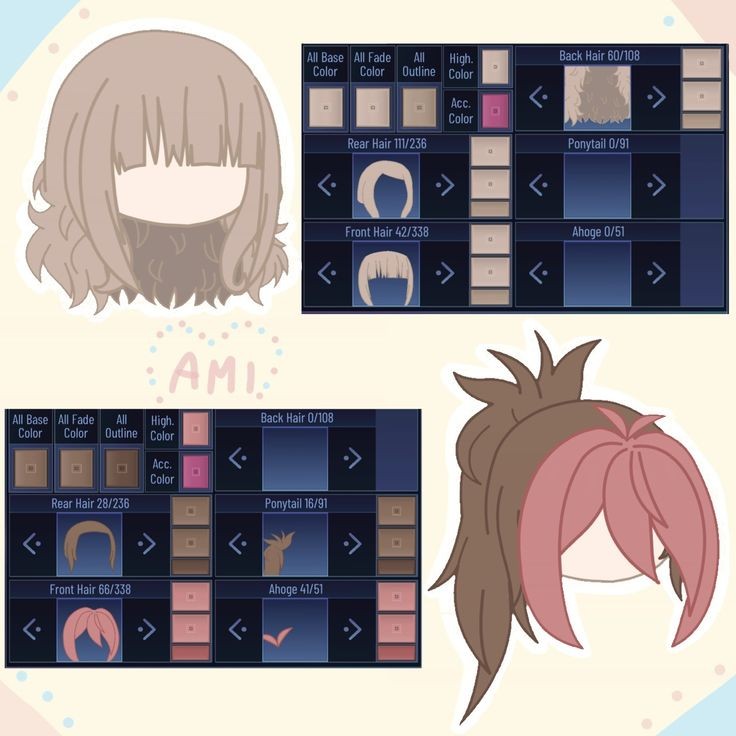 All Base
Color
All Fade
Color
All
Outline
High.
Color
Acc.
Color
Back Hair 60/108
Rear Hair 111/236
Ponytail 0/91
Front Hair 42/338
Ahoge 0/51
AMI
All Base
Color
All Fade
Color
All
Outline
High.
Color
Acc.
Color
Back Hair 0/108
Rear Hair 28/236
Ponytail 16/91
Front Hair 66/338
Ahoge 41/51